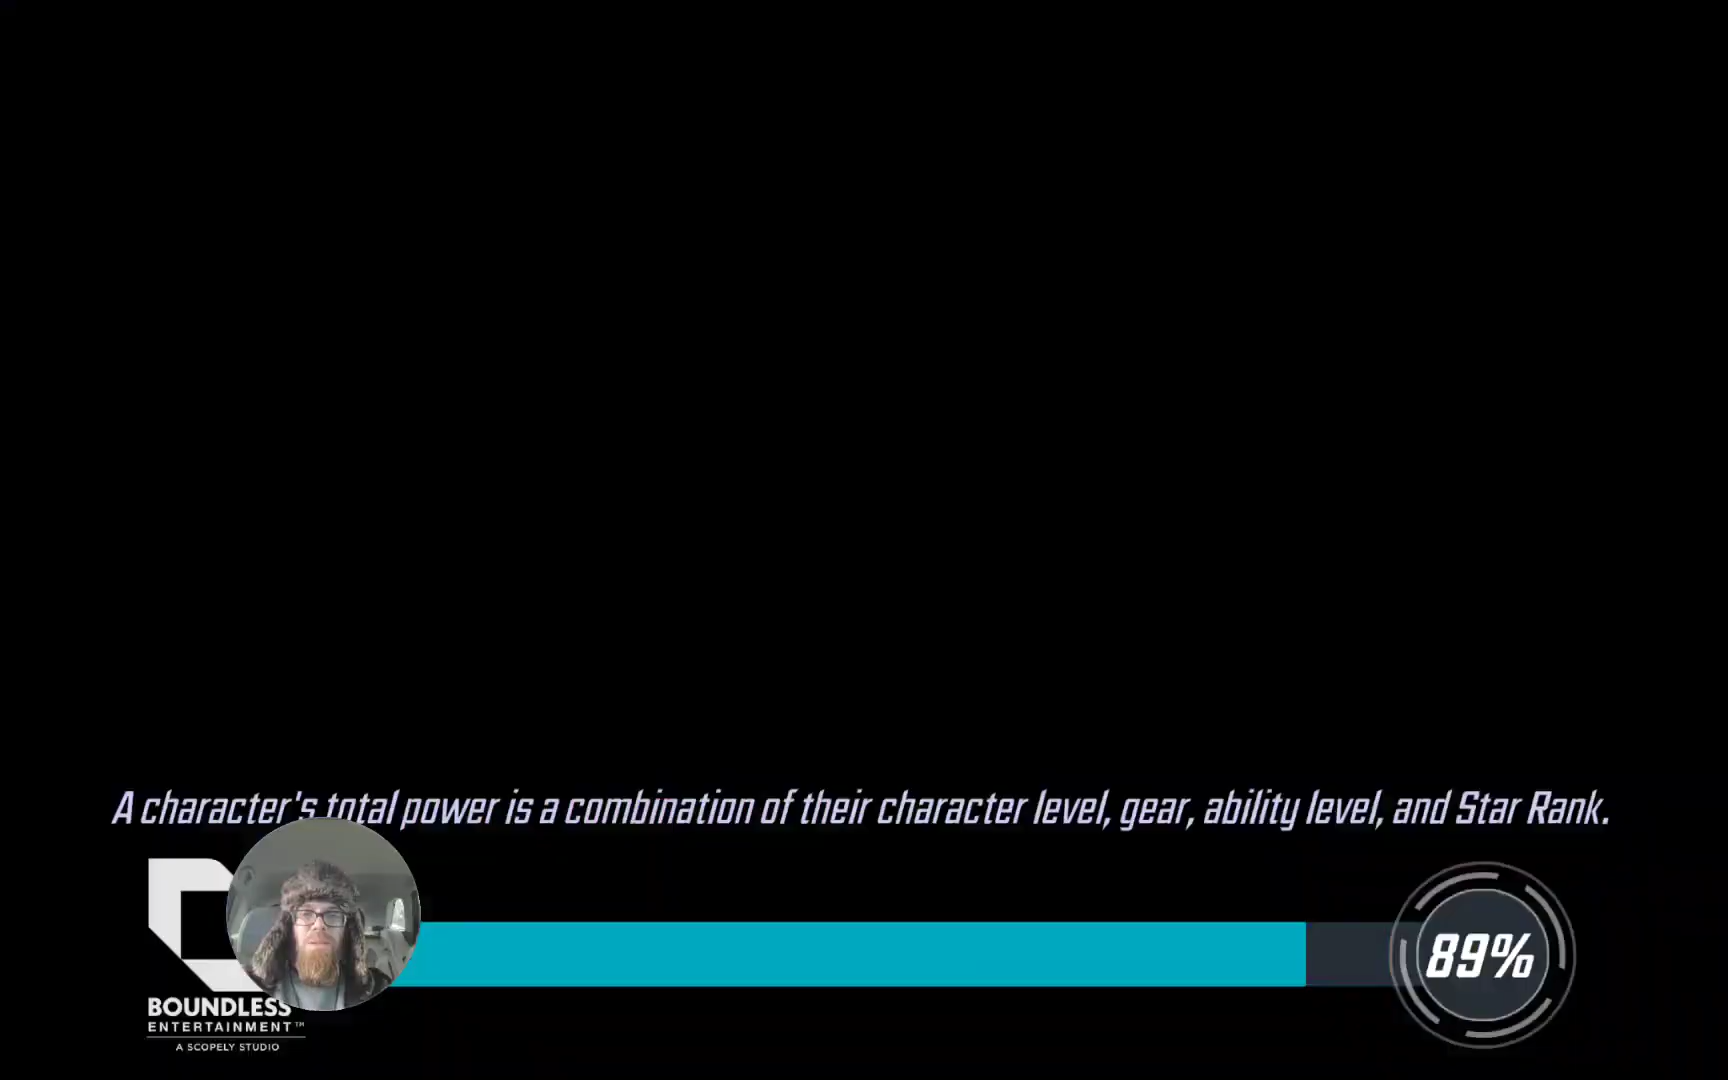 A character's total power is a combination of their character level, gear, ability level, and Star Rank.
89%
BOUNDLESS
ENTERTAINMENT™
A SCOPELY STUDIO